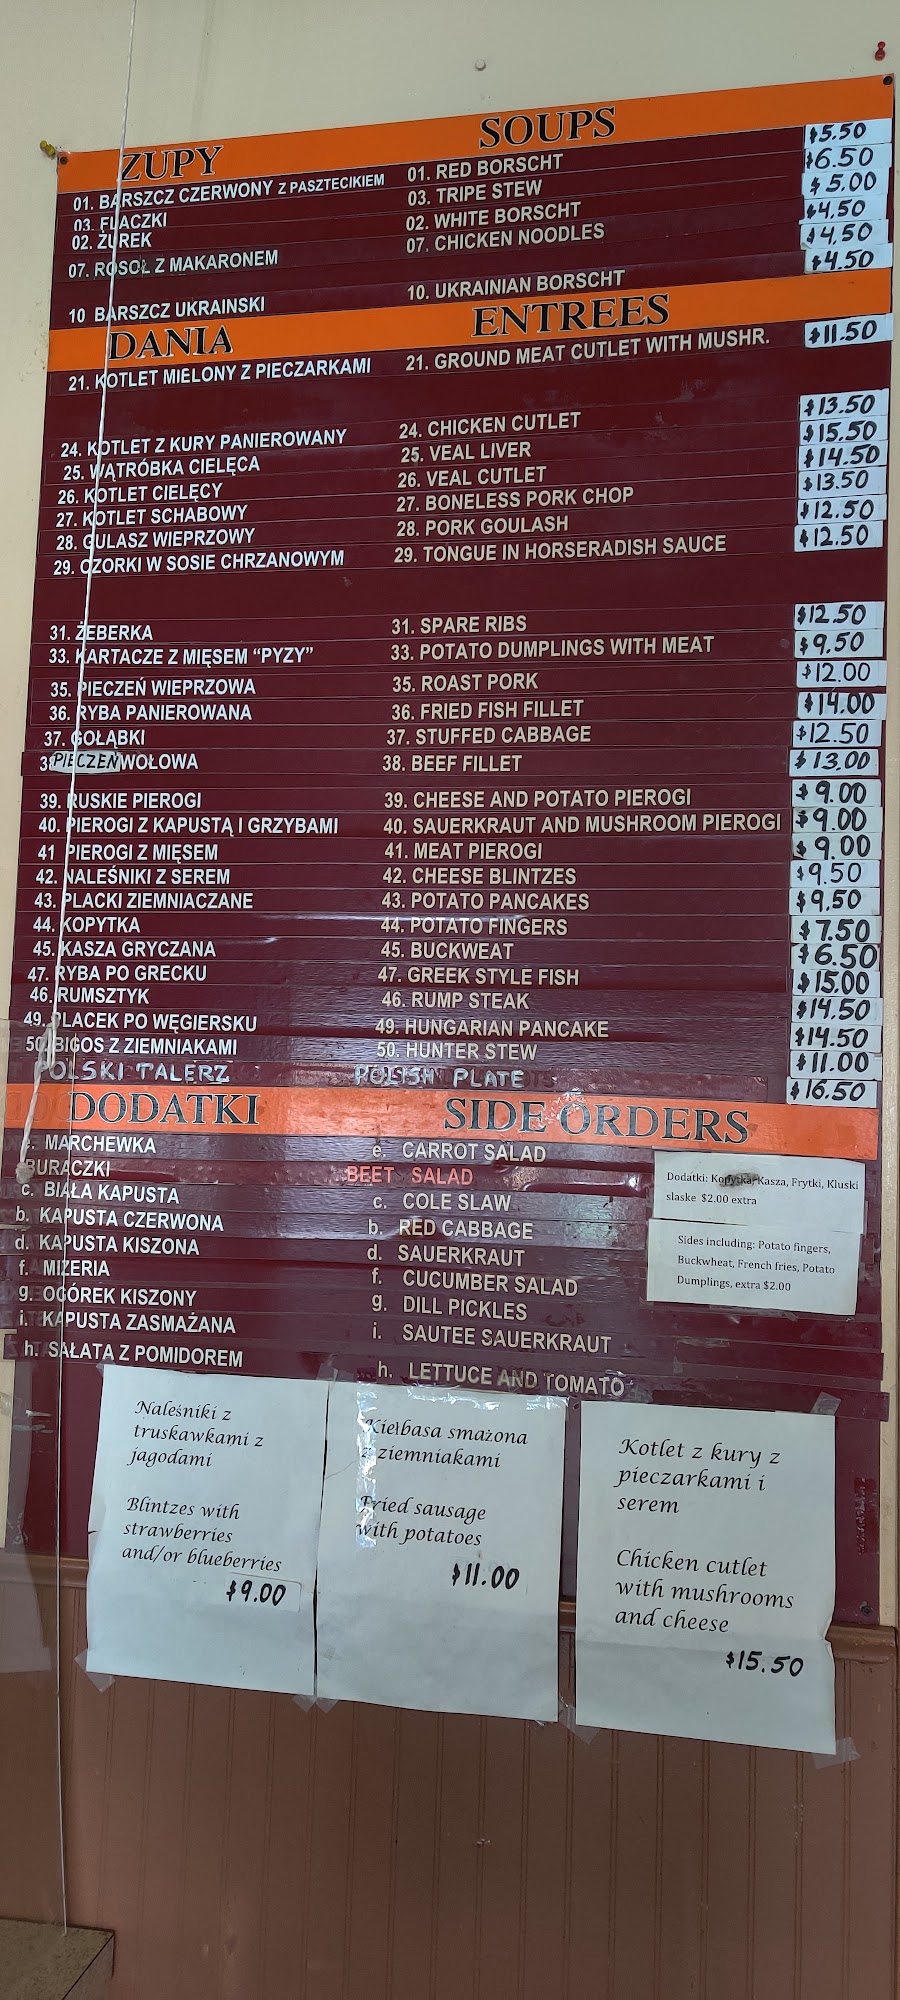 ZUPY SOUPS
01. BARSZCZ CZERWONY Z PASZTECIKIEM 01. RED BORSCHT $5.50
03. FLACZKI 03. TRIPE STEW $6.50
02. ŻUREK 02. WHITE BORSCHT $5.00
07. ROSOŁ Z MAKARONEM 07. CHICKEN NOODLES $4.50
$4.50
10 BARSZCZ UKRAINSKI 10. UKRAINIAN BORSCHT $4.50
DANIA ENTREES
21. KOTLET MIELONY Z PIECZARKAMI 21. GROUND MEAT CUTLET WITH MUSHR. $11.50
24. KOTLET Z KURY PANIEROWANY 24. CHICKEN CUTLET $13.50
25. WĄTRÓBKA CIELĘCA 25. VEAL LIVER $15.50
26. KOTLET CIELĘCY 26. VEAL CUTLET $14.50
27. KOTLET SCHABOWY 27. BONELESS PORK CHOP $13.50
28. GULASZ WIEPRZOWY 28. PORK GOULASH $12.50
29. OZORKI W SOSIE CHRZANOWYM 29. TONGUE IN HORSERADISH SAUCE $12.50
31. ŻEBERKA 31. SPARE RIBS $12.50
33. KARTACZE Z MIĘSEM “PYZY” 33. POTATO DUMPLINGS WITH MEAT $9.50
35. PIECZEŃ WIEPRZOWA 35. ROAST PORK $12.00
36. RYBA PANIEROWANA 36. FRIED FISH FILLET $14.00
37. GOŁĄBKI 37. STUFFED CABBAGE $12.50
38 PIECZEŃ WOŁOWA 38. BEEF FILLET $13.00
39. RUSKIE PIEROGI 39. CHEESE AND POTATO PIEROGI $9.00
40. PIEROGI Z KAPUSTĄ I GRZYBAMI 40. SAUERKRAUT AND MUSHROOM PIEROGI $9.00
41 PIEROGI Z MIĘSEM 41. MEAT PIEROGI $9.00
42. NALEŚNIKI Z SEREM 42. CHEESE BLINTZES $9.50
43. PLACKI ZIEMNIACZANE 43. POTATO PANCAKES $9.50
44. KOPYTKA 44. POTATO FINGERS $7.50
45. KASZA GRYCZANA 45. BUCKWEAT $6.50
47. RYBA PO GRECKU 47. GREEK STYLE FISH $15.00
46. RUMSZTYK 46. RUMP STEAK $14.50
49. PLACEK PO WĘGIERSKU 49. HUNGARIAN PANCAKE $14.50
50. BIGOS Z ZIEMNIAKAMI 50. HUNTER STEW $11.00
POLSKI TALERZ POLISH PLATE $16.50
DODATKI SIDE ORDERS
MARCHEWKA e. CARROT SALAD
BURACZKI BEET SALAD
c. BIAŁA KAPUSTA c. COLE SLAW
b. KAPUSTA CZERWONA b. RED CABBAGE
d. KAPUSTA KISZONA d. SAUERKRAUT
f. MIZERIA f. CUCUMBER SALAD
g. OGÓREK KISZONY g. DILL PICKLES
i. KAPUSTA ZASMAŻANA i. SAUTEE SAUERKRAUT
h. SAŁATA Z POMIDOREM h. LETTUCE AND TOMATO
Dodatki: Kopytka, Kasza, Frytki, Kluski
slaske $2.00 extra
Sides including: Potato fingers,
Buckwheat, French fries, Potato
Dumplings, extra $2.00
Naleśniki z
truskawkami z
jagodami
Blintzes with
strawberries
and/or blueberries
$9.00
Kiełbasa smażona
z ziemniakami
Fried sausage
with potatoes
$11.00
Kotlet z kury z
pieczarkami i
serem
Chicken cutlet
with mushrooms
and cheese
$15.50